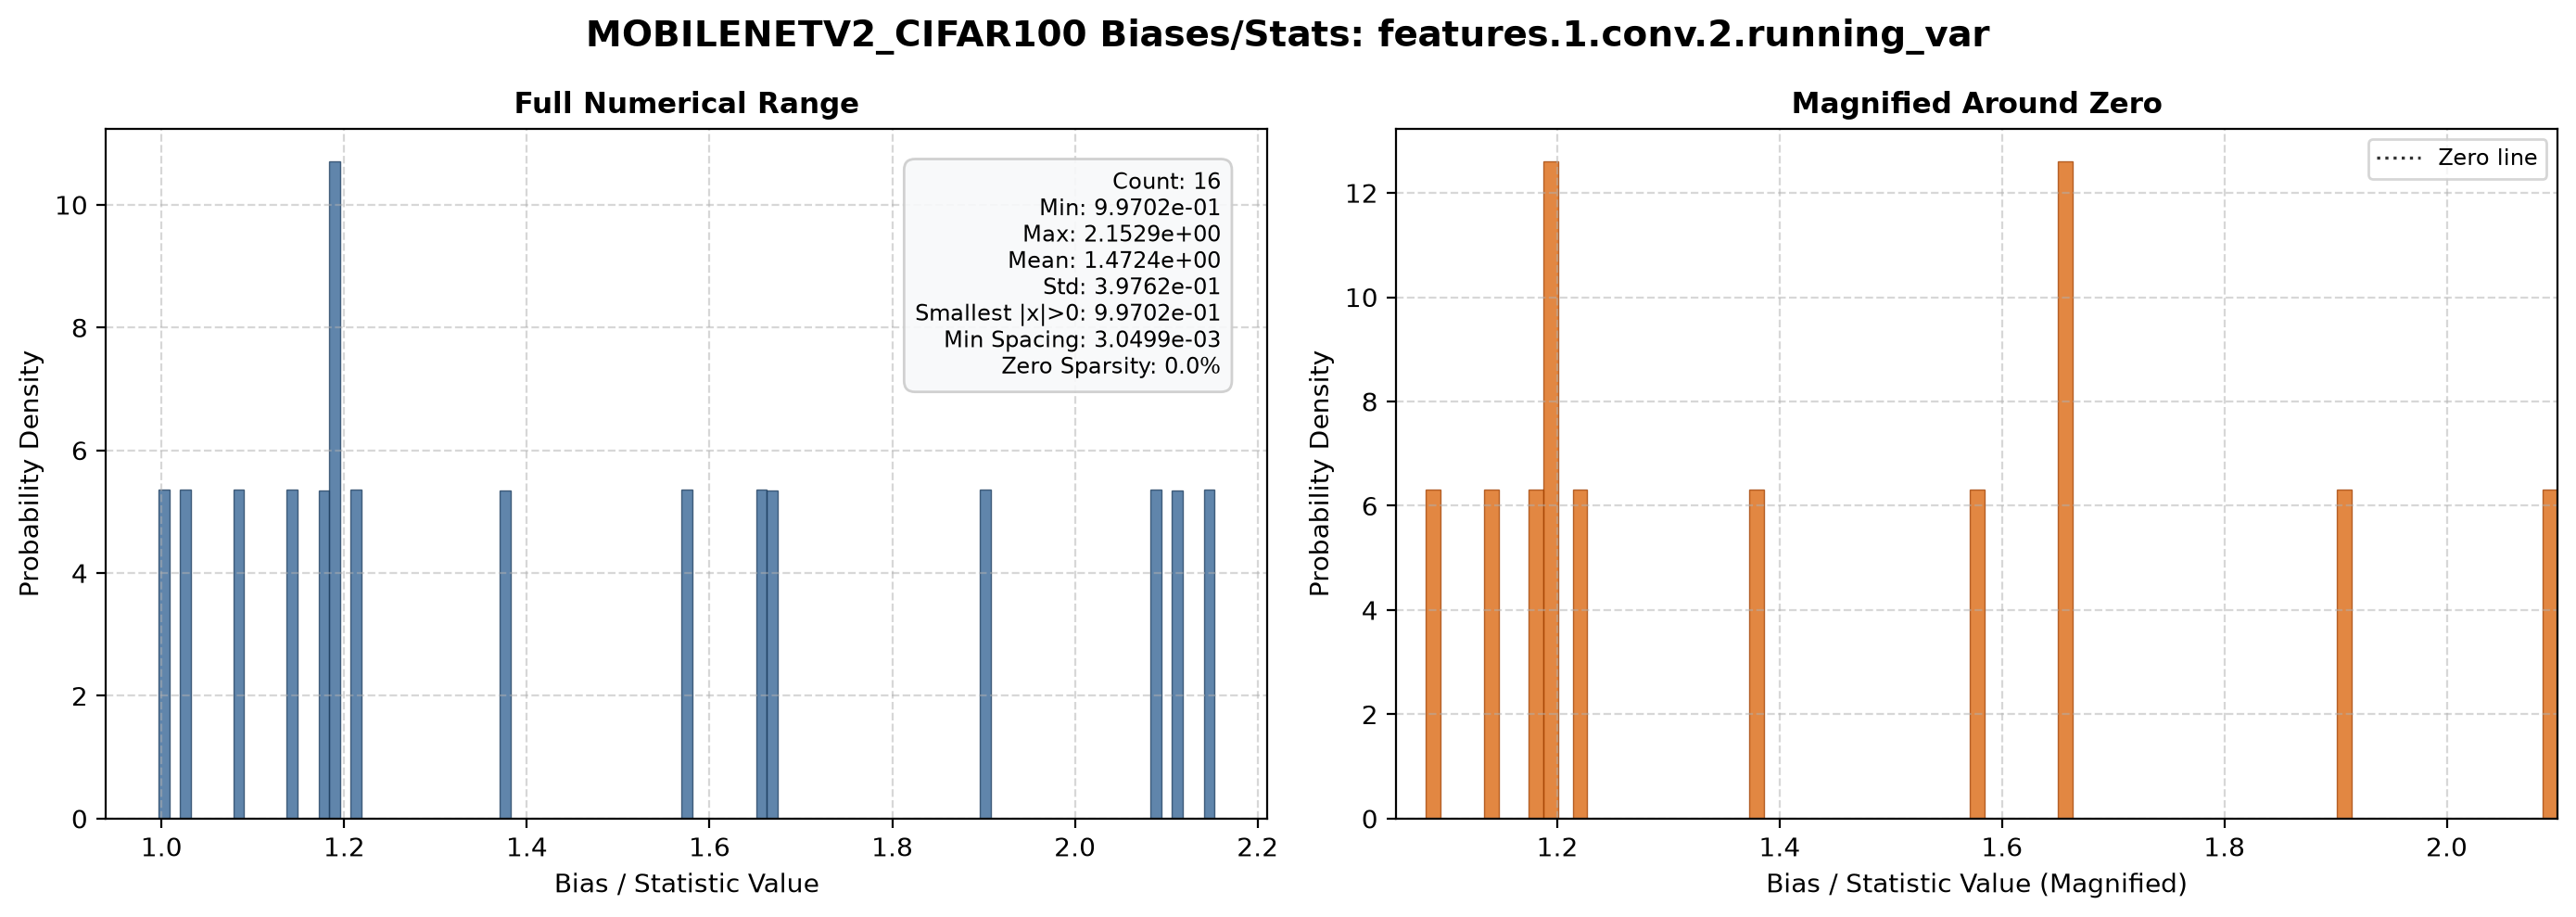 MOBILENETV2_CIFAR100 Biases/Stats: features.1.conv.2.running_var
Full Numerical Range
Probability Density
10
8
6
4
2
0
Count: 16
Min: 9.9702e-01
Max: 2.1529e+00
Mean: 1.4724e+00
Std: 3.9762e-01
Smallest |x|>0: 9.9702e-01
Min Spacing: 3.0499e-03
Zero Sparsity: 0.0%
1.0 1.2 1.4 1.6 1.8 2.0 2.2
Bias / Statistic Value
Magnified Around Zero
Probability Density
12
10
8
6
4
2
0
Zero line
1.2 1.4 1.6 1.8 2.0
Bias / Statistic Value (Magnified)